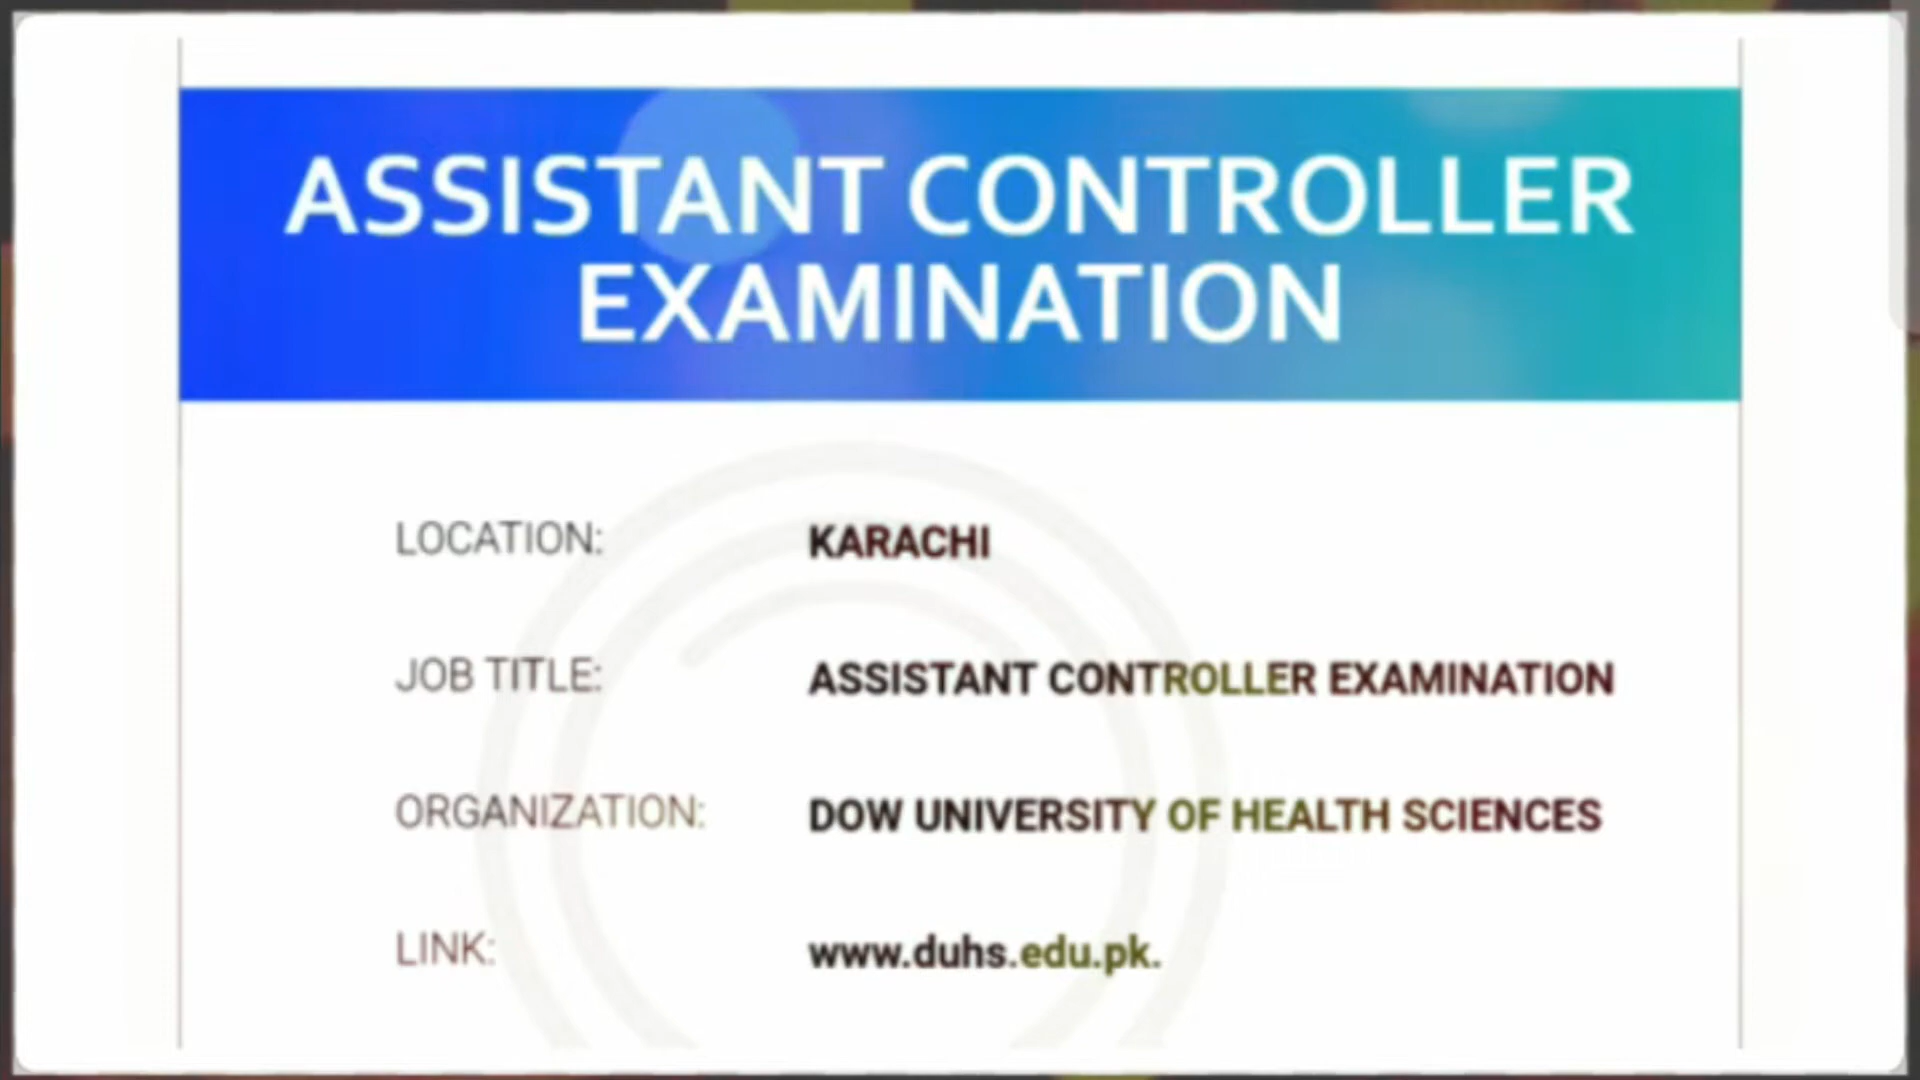 ASSISTANT CONTROLLER
EXAMINATION
LOCATION: KARACHI
JOB TITLE: ASSISTANT CONTROLLER EXAMINATION
ORGANIZATION: DOW UNIVERSITY OF HEALTH SCIENCES
LINK: www.duhs.edu.pk.